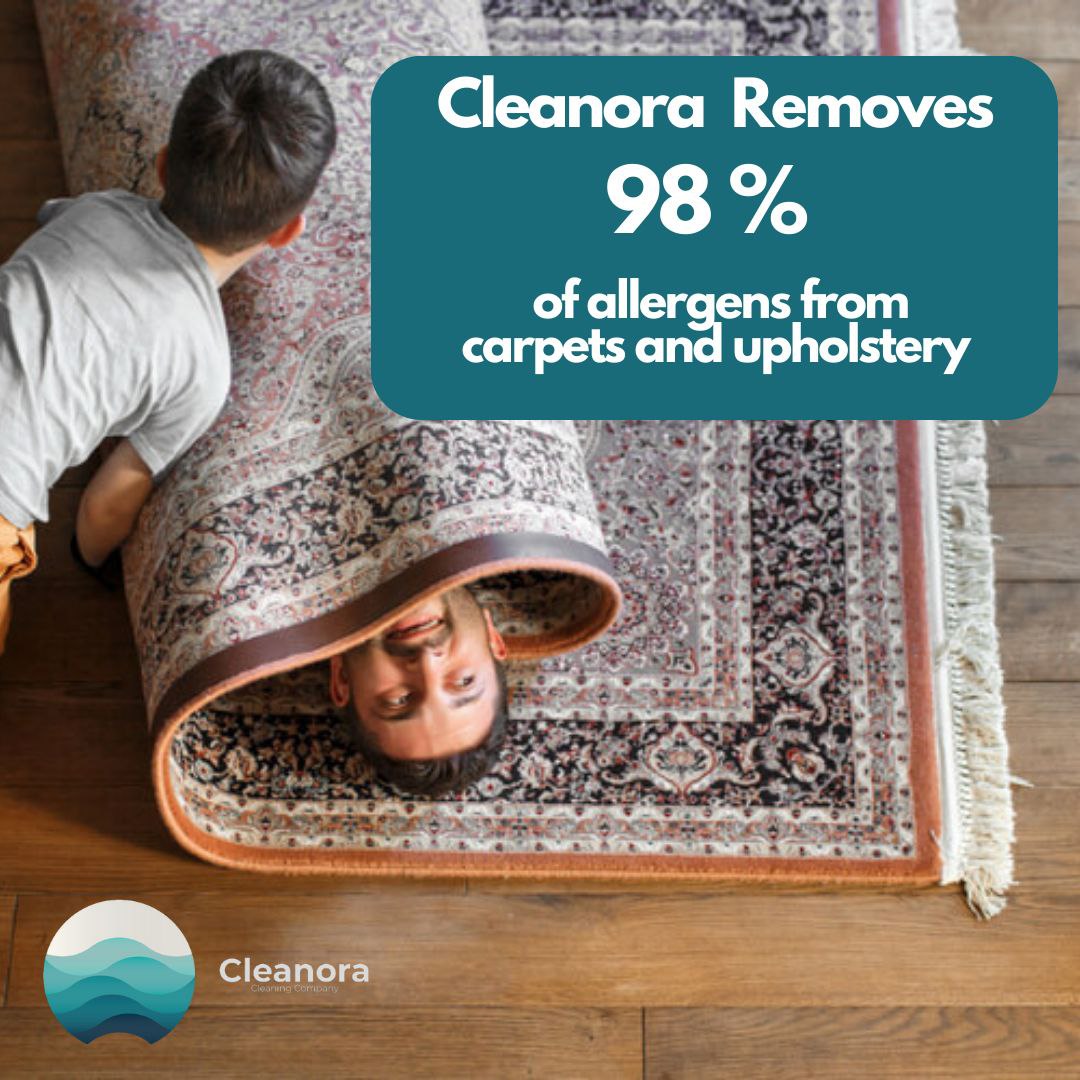 Cleanora Removes
98 %
of allergens from
carpets and upholstery
Cleanora
Cleaning Company